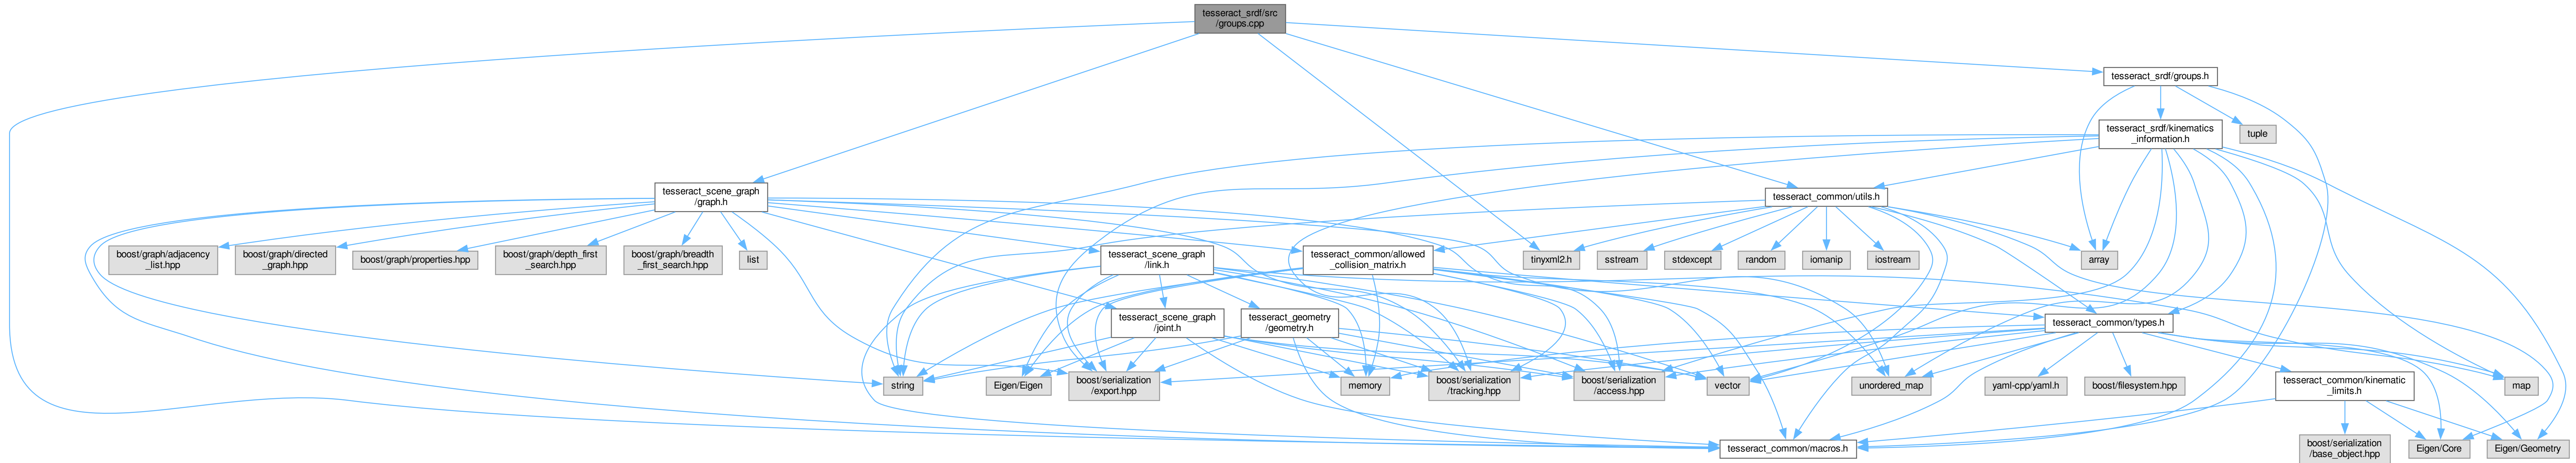 tesseract_srdf/src
/groups.cpp
tesseract_srdf/groups.h
tesseract_srdf/kinematics
_information.h
tuple
tesseract_scene_graph
/graph.h
tesseract_common/utils.h
boost/graph/adjacency
_list.hpp
boost/graph/directed
_graph.hpp
boost/graph/properties.hpp
boost/graph/depth_first
_search.hpp
boost/graph/breadth
_first_search.hpp
list
tesseract_scene_graph
/link.h
tesseract_common/allowed
_collision_matrix.h
tinyxml2.h
sstream
stdexcept
random
iomanip
iostream
array
tesseract_scene_graph
/joint.h
tesseract_geometry
/geometry.h
tesseract_common/types.h
string
Eigen/Eigen
boost/serialization
/export.hpp
memory
boost/serialization
/tracking.hpp
boost/serialization
/access.hpp
vector
unordered_map
yaml-cpp/yaml.h
boost/filesystem.hpp
tesseract_common/kinematic
_limits.h
map
tesseract_common/macros.h
boost/serialization
/base_object.hpp
Eigen/Core
Eigen/Geometry